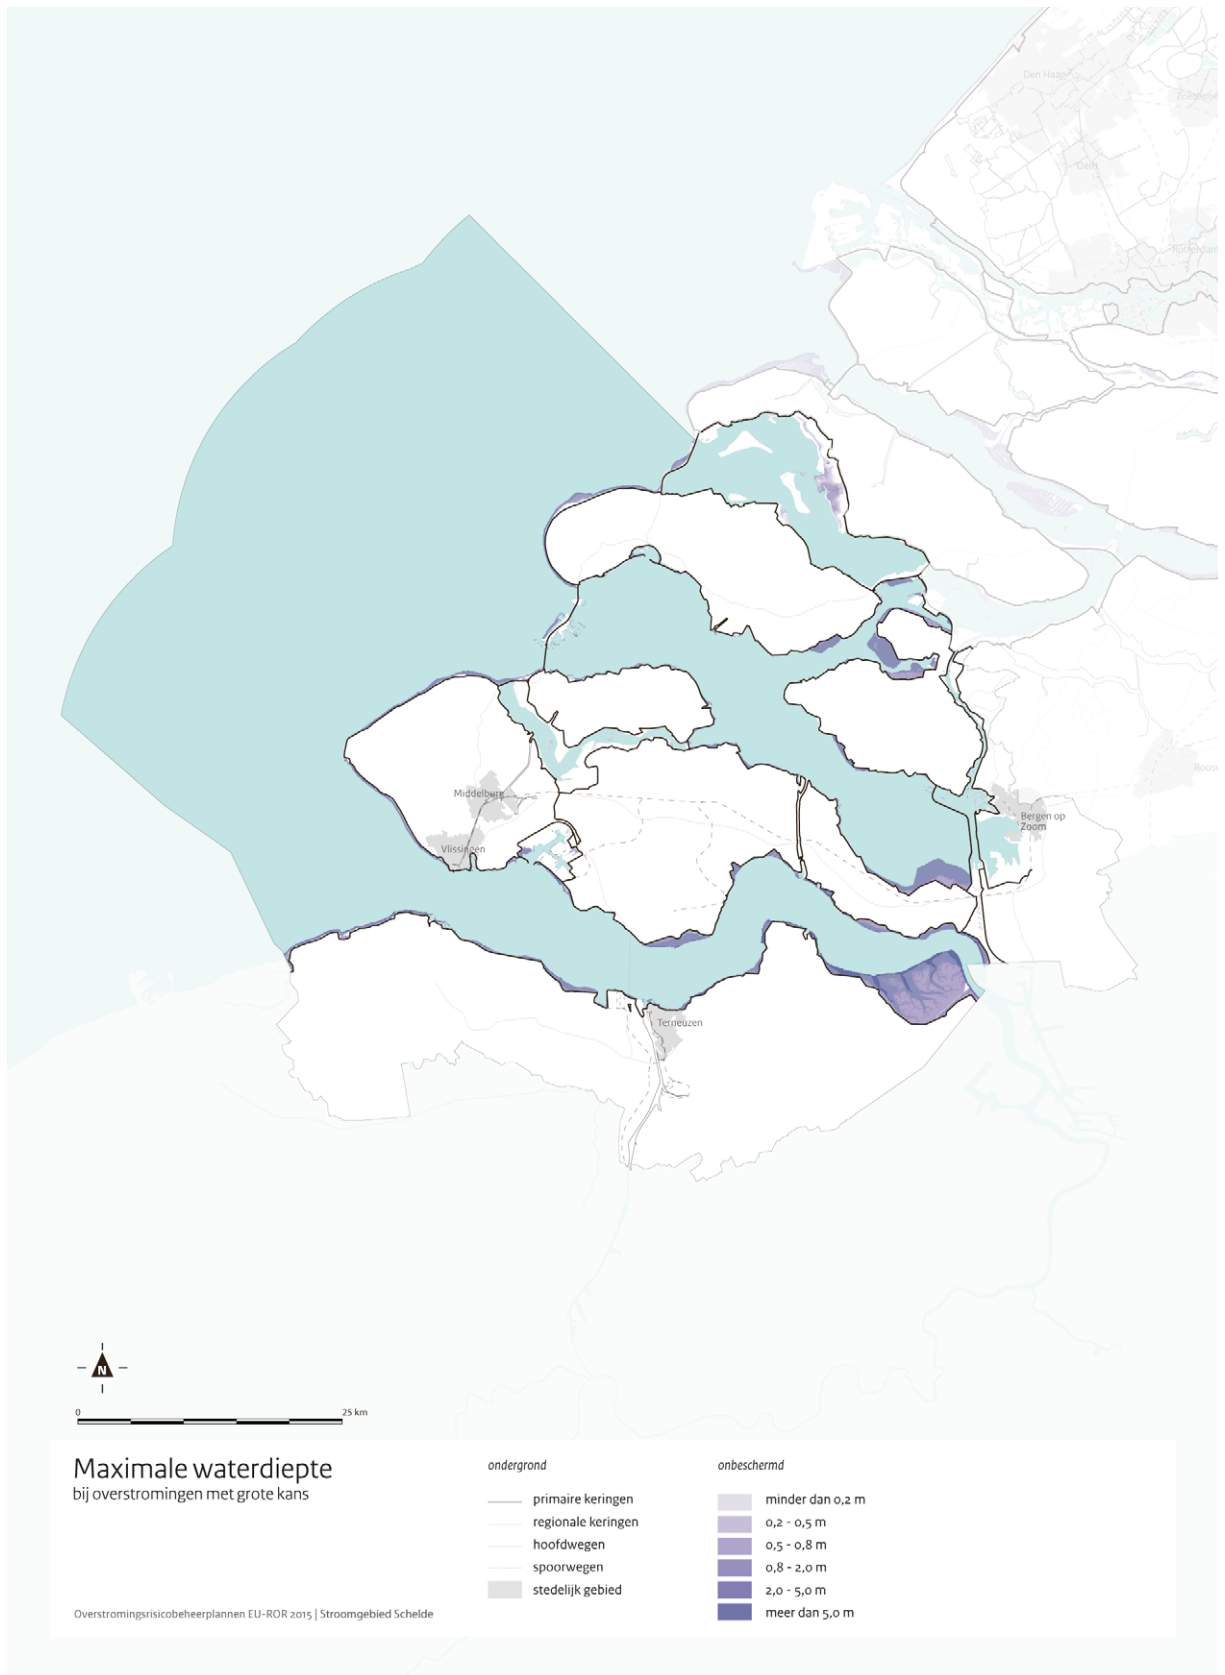 Den Haag
Delft
Rotterdam
Middelburg
Vlissingen
Bergen op
Zoom
Terneuzen
N
0
25 km
Maximale waterdiepte
bij overstromingen met grote kans
Overstromingsrisicobeheerplannen EU-ROR 2015 | Stroomgebied Schelde
ondergrond
primaire keringen
regionale keringen
hoofdwegen
spoorwegen
stedelijk gebied
onbeschermd
minder dan 0,2 m
0,2 - 0,5 m
0,5 - 0,8 m
0,8 - 2,0 m
2,0 - 5,0 m
meer dan 5,0 m